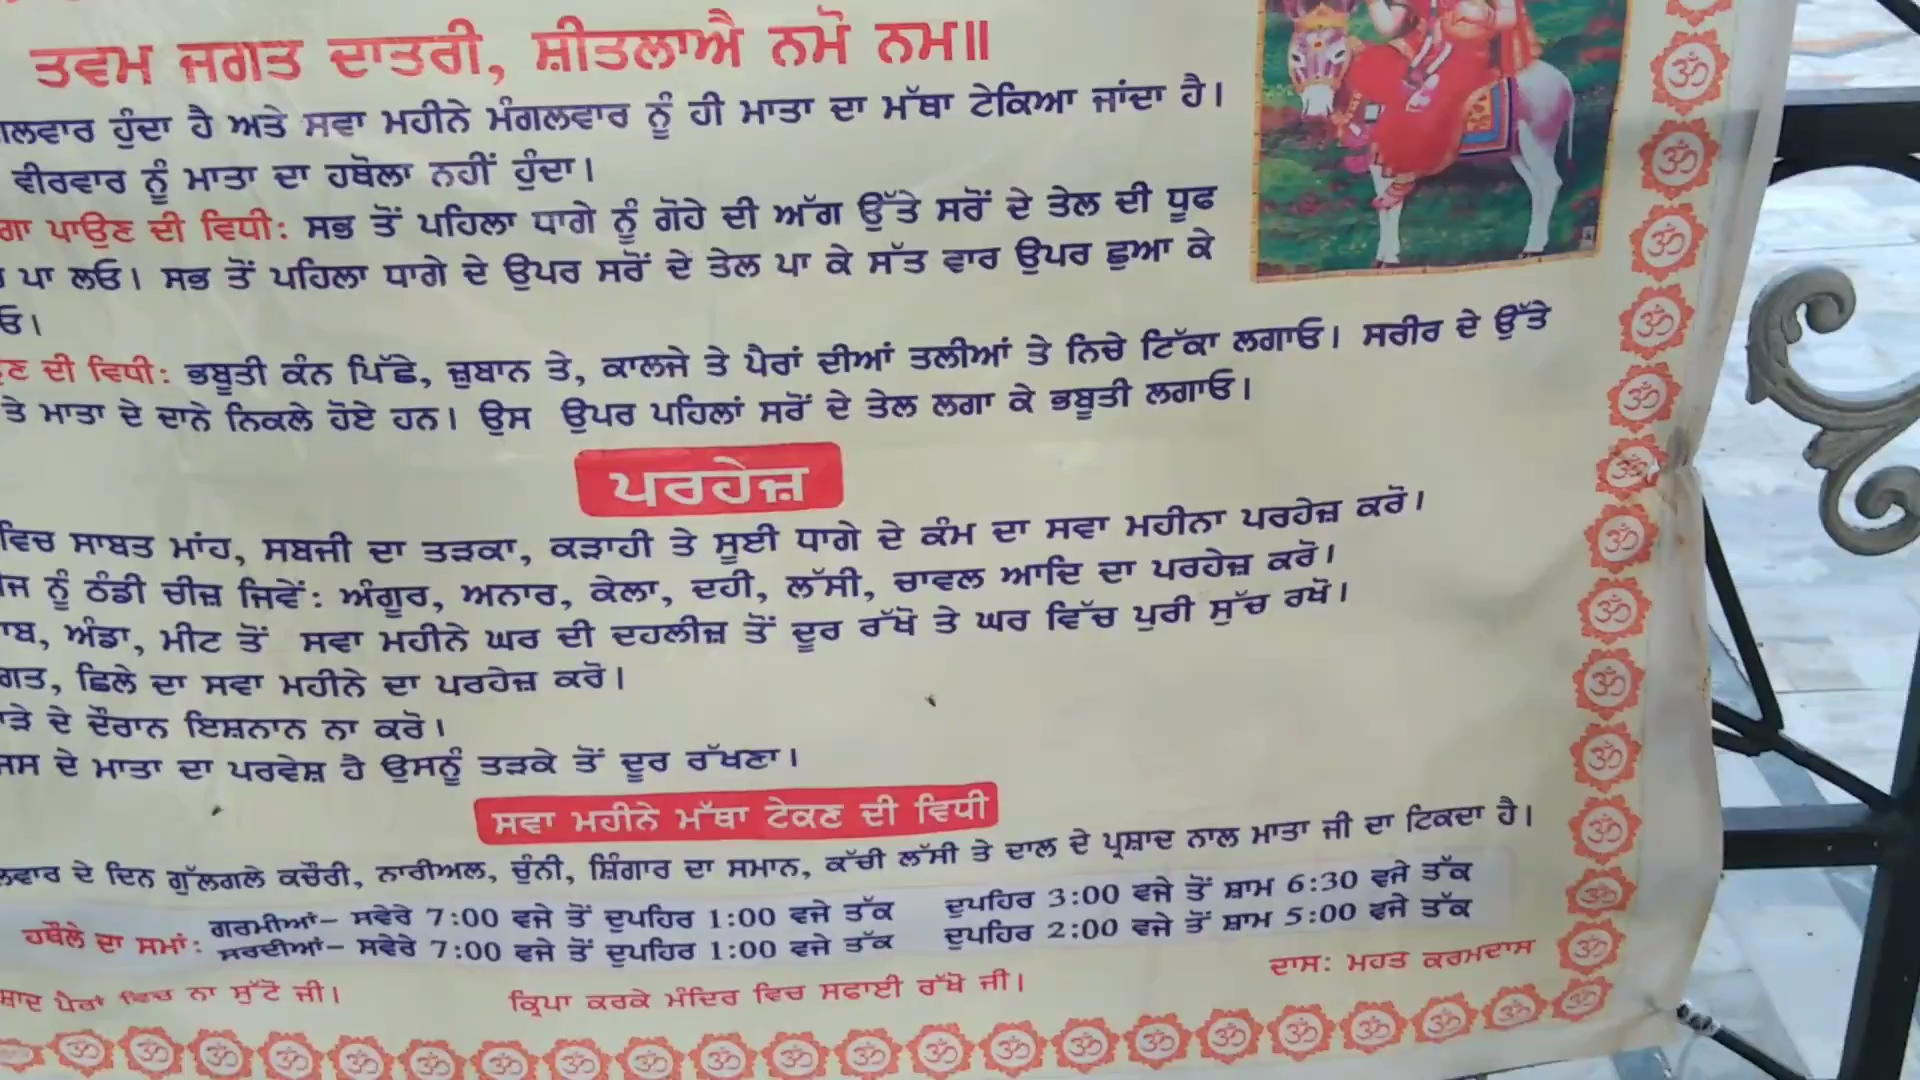 ਤਵਮ ਜਗਤ ਦਾਤਰੀ, ਸ਼ੀਤਲਾਐ ਨਮੋ ਨਮ॥
ਹੁੰਦਾ ਹੈ ਅਤੇ ਸਵਾ ਮਹੀਨੇ ਮੰਗਲਵਾਰ ਨੂੰ ਹੀ ਮਾਤਾ ਦਾ ਮੱਥਾ ਟੇਕਿਆ ਜਾਂਦਾ ਹੈ।
ਵੀਰਵਾਰ ਨੂੰ ਮਾਤਾ ਦਾ ਹਥੋਲਾ ਨਹੀਂ ਹੁੰਦਾ।
ਪਾਉਣ ਦੀ ਵਿਧੀ: ਸਭ ਤੋਂ ਪਹਿਲਾ ਧਾਗੇ ਨੂੰ ਗੋਹੇ ਦੀ ਅੱਗ ਉੱਤੇ ਸਰੋਂ ਦੇ ਤੇਲ ਦੀ ਧੂਫ
ਪਾ ਲਓ। ਸਭ ਤੋਂ ਪਹਿਲਾ ਧਾਗੇ ਦੇ ਉਪਰ ਸਰੋਂ ਦੇ ਤੇਲ ਪਾ ਕੇ ਸੱਤ ਵਾਰ ਉਪਰ ਛੁਆ ਕੇ
ਦੀ ਵਿਧੀ: ਭਬੂਤੀ ਕੰਨ ਪਿੱਛੇ, ਜ਼ੁਬਾਨ ਤੇ, ਕਾਲਜੇ ਤੇ ਪੈਰਾਂ ਦੀਆਂ ਤਲੀਆਂ ਤੇ ਨਿਚੇ ਟਿੱਕਾ ਲਗਾਓ। ਸਰੀਰ ਦੇ ਉੱਤੇ
ਤੇ ਮਾਤਾ ਦੇ ਦਾਨੇ ਨਿਕਲੇ ਹੋਏ ਹਨ। ਉਸ ਉਪਰ ਪਹਿਲਾਂ ਸਰੋਂ ਦੇ ਤੇਲ ਲਗਾ ਕੇ ਭਬੂਤੀ ਲਗਾਓ।
ਪਰਹੇਜ਼
ਵਿਚ ਸਾਬਤ ਮਾਂਹ, ਸਬਜੀ ਦਾ ਤੜਕਾ, ਕੜਾਹੀ ਤੇ ਸੂਈ ਧਾਗੇ ਦੇ ਕੰਮ ਦਾ ਸਵਾ ਮਹੀਨਾ ਪਰਹੇਜ਼ ਕਰੋ।
ਨੂੰ ਠੰਡੀ ਚੀਜ਼ ਜਿਵੇਂ: ਅੰਗੂਰ, ਅਨਾਰ, ਕੇਲਾ, ਦਹੀ, ਲੱਸੀ, ਚਾਵਲ ਆਦਿ ਦਾ ਪਰਹੇਜ਼ ਕਰੋ।
ਅੰਡਾ, ਮੀਟ ਤੋਂ ਸਵਾ ਮਹੀਨੇ ਘਰ ਦੀ ਦਹਲੀਜ਼ ਤੋਂ ਦੂਰ ਰੱਖੋ ਤੇ ਘਰ ਵਿੱਚ ਪੁਰੀ ਸੁੱਚ ਰਖੋ।
ਛਿਲੇ ਦਾ ਸਵਾ ਮਹੀਨੇ ਦਾ ਪਰਹੇਜ਼ ਕਰੋ।
ਦੇ ਦੌਰਾਨ ਇਸ਼ਨਾਨ ਨਾ ਕਰੋ।
ਦੇ ਮਾਤਾ ਦਾ ਪਰਵੇਸ਼ ਹੈ ਉਸਨੂੰ ਤੜਕੇ ਤੋਂ ਦੂਰ ਰੱਖਣਾ।
ਸਵਾ ਮਹੀਨੇ ਮੱਥਾ ਟੇਕਣ ਦੀ ਵਿਧੀ
ਦੇ ਦਿਨ ਗੁੱਲਗਲੇ ਕਚੌਰੀ, ਨਾਰੀਅਲ, ਚੁੰਨੀ, ਸ਼ਿੰਗਾਰ ਦਾ ਸਮਾਨ, ਕੱਚੀ ਲੱਸੀ ਤੇ ਦਾਲ ਦੇ ਪ੍ਰਸ਼ਾਦ ਨਾਲ ਮਾਤਾ ਜੀ ਦਾ ਟਿਕਦਾ ਹੈ।
ਹਥੌਲੇ ਦਾ ਸਮਾਂ: ਗਰਮੀਆਂ– ਸਵੇਰੇ 7:00 ਵਜੇ ਤੋਂ ਦੁਪਹਿਰ 1:00 ਵਜੇ ਤੱਕ ਦੁਪਹਿਰ 3:00 ਵਜੇ ਤੋਂ ਸ਼ਾਮ 6:30 ਵਜੇ ਤੱਕ
ਸਰਦੀਆਂ– ਸਵੇਰੇ 7:00 ਵਜੇ ਤੋਂ ਦੁਪਹਿਰ 1:00 ਵਜੇ ਤੱਕ ਦੁਪਹਿਰ 2:00 ਵਜੇ ਤੋਂ ਸ਼ਾਮ 5:00 ਵਜੇ ਤੱਕ
ਦਾਸ: ਮਹਤ ਕਰਮਦਾਸ
ਪੈਰਾਂ ਵਿਚ ਨਾ ਸੁੱਟੋ ਜੀ। ਕ੍ਰਿਪਾ ਕਰਕੇ ਮੰਦਿਰ ਵਿਚ ਸਫਾਈ ਰੱਖੋ ਜੀ।